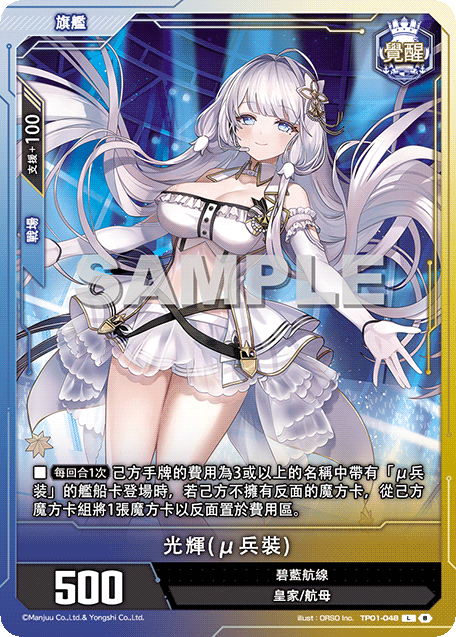 旗艦
覺醒
支援+100
戰場
SAMPLE
■ 每回合1次 己方手牌的費用為3或以上的名稱中帶有「μ兵
裝」的艦船卡登場時，若己方不擁有反面的魔方卡，從己方
魔方卡組將1張魔方卡以反面置於費用區。
光輝(μ兵裝)
500
碧藍航線
皇家/航母
©Manjuu Co.,Ltd.& Yongshi Co.,Ltd.
illust：ORSO Inc. TP01-048 L